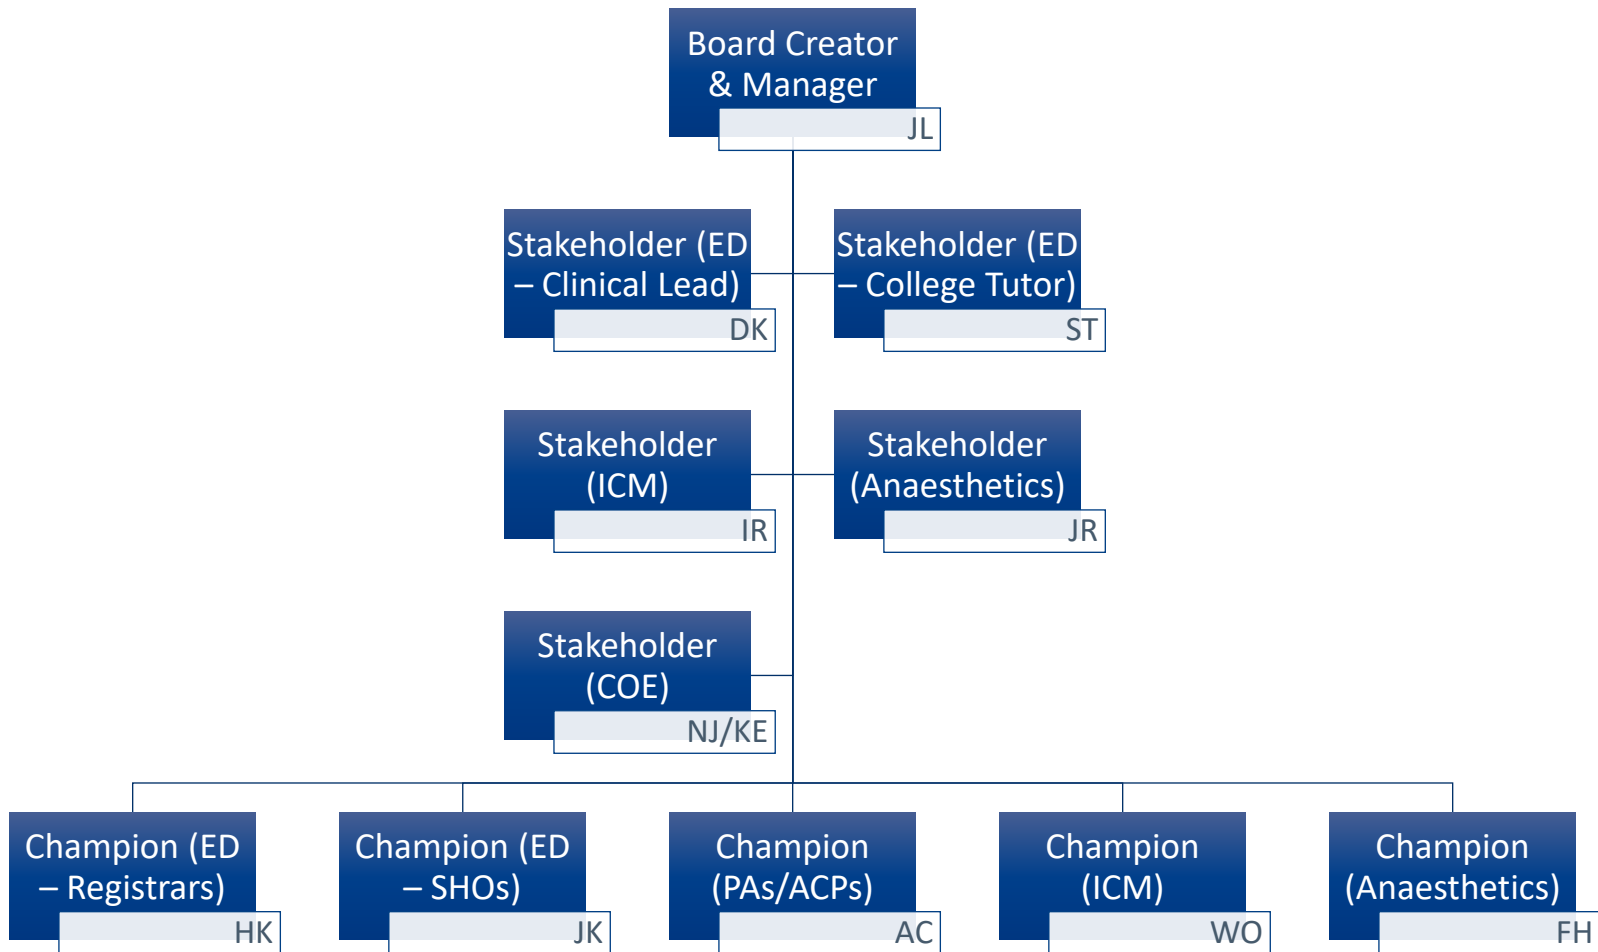 Board Creator
& Manager
JL
Stakeholder (ED
– Clinical Lead)
DK
Stakeholder (ED
– College Tutor)
ST
Stakeholder
(ICM)
IR
Stakeholder
(Anaesthetics)
JR
Stakeholder
(COE)
NJ/KE
Champion (ED
– Registrars)
HK
Champion (ED
– SHOs)
JK
Champion
(PAs/ACPs)
AC
Champion
(ICM)
WO
Champion
(Anaesthetics)
FH